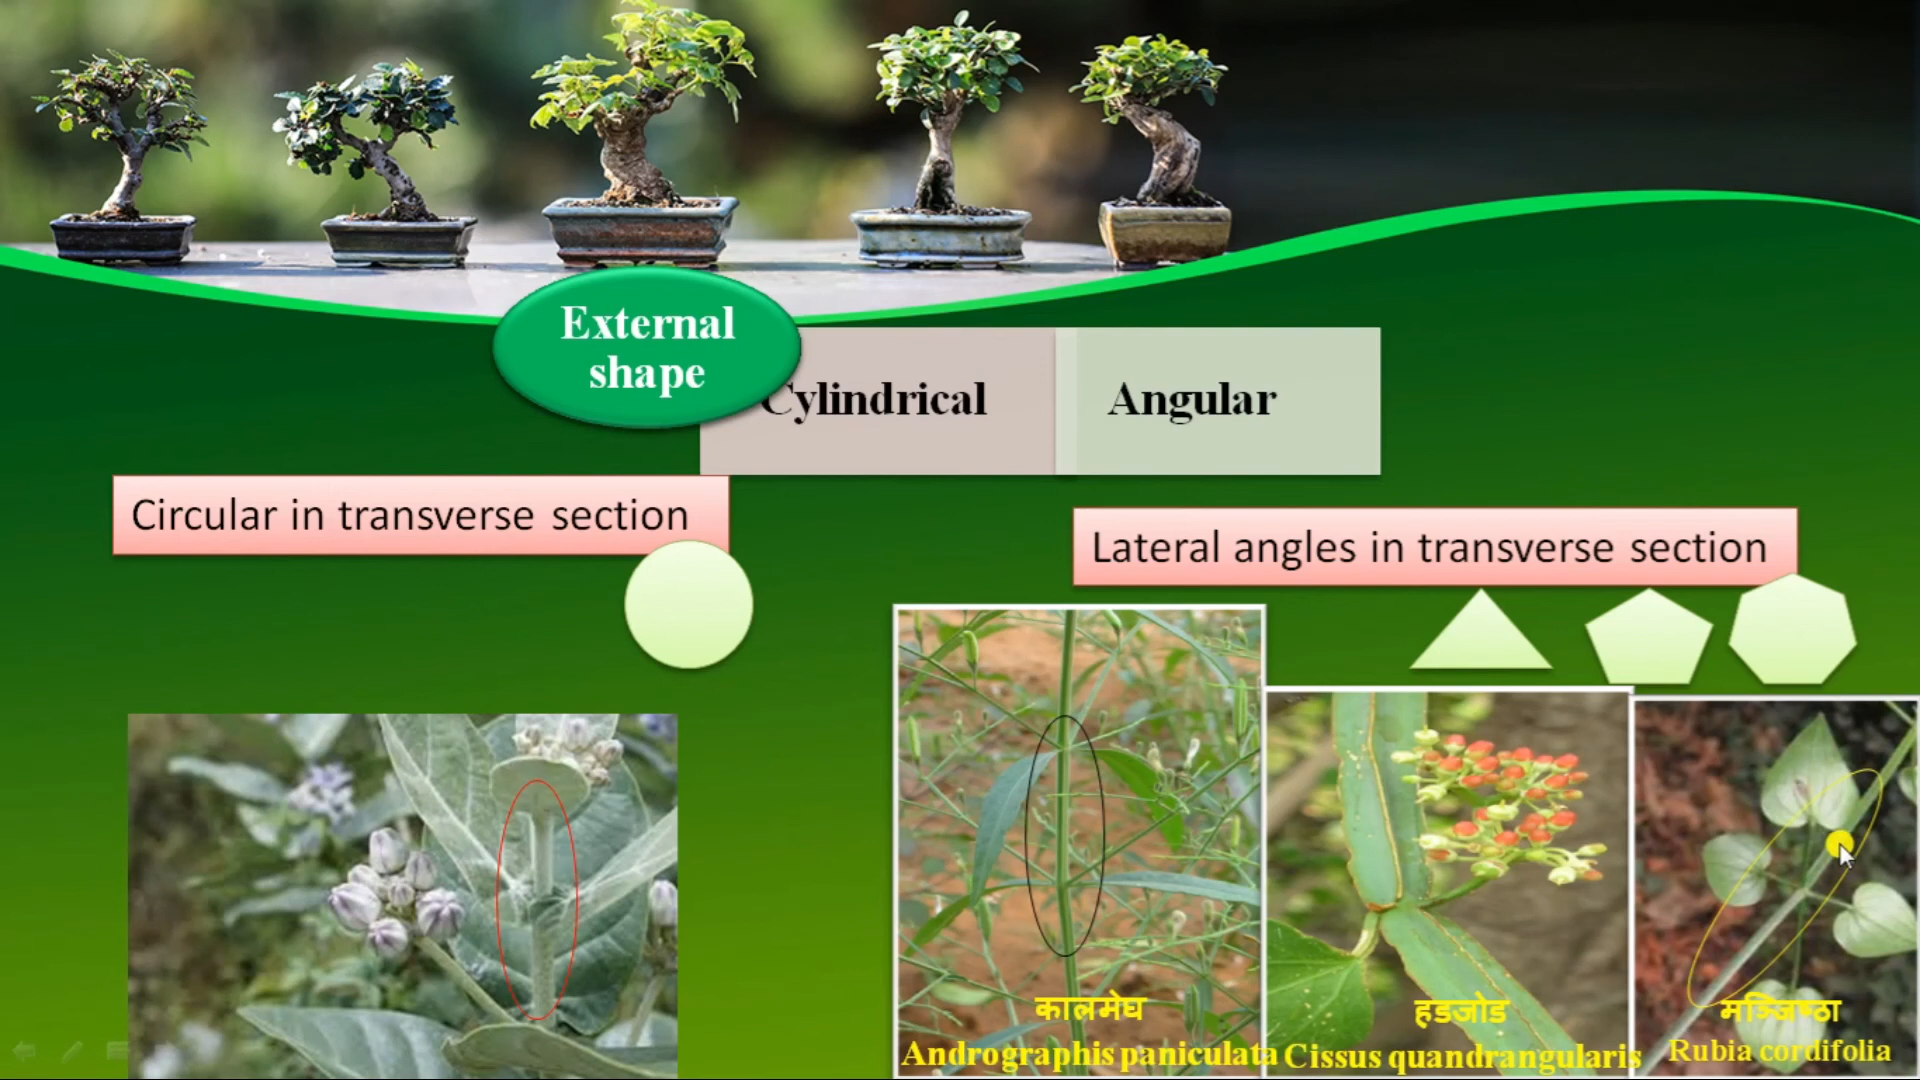 External
shape
Cylindrical
Angular
Circular in transverse section
Lateral angles in transverse section
कालमेघ
Andrographis paniculata
हडजोड
Cissus quandrangularis
मञ्जिष्ठा
Rubia cordifolia